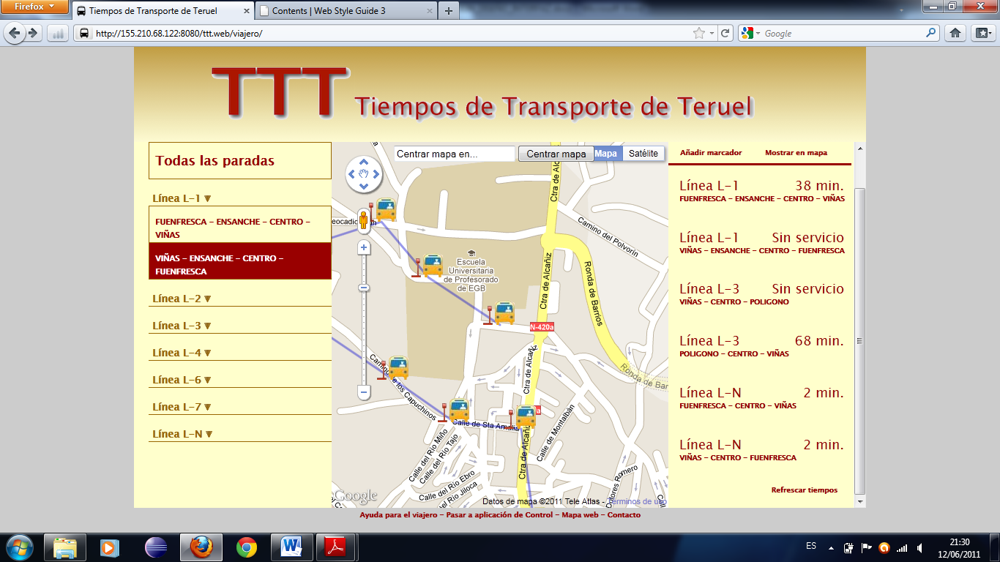 Firefox
Tiempos de Transporte de Teruel
Contents | Web Style Guide 3
http://155.210.68.122:8080/ttt.web/viajero/
Google
TTT Tiempos de Transporte de Teruel
Todas las paradas
Línea L-1 ▼
FUENFRESCA - ENSANCHE - CENTRO -
VIÑAS
VIÑAS - ENSANCHE - CENTRO -
FUENFRESCA
Línea L-2 ▼
Línea L-3 ▼
Línea L-4 ▼
Línea L-6 ▼
Línea L-7 ▼
Línea L-N ▼
Centrar mapa en...
Centrar mapa
Mapa
Satélite
Ctra de Alcañiz
Camino del Polvorín
Escuela
Universitaria
de Profesorado
de EGB
Ctra de Alcañiz
Ronda de Barrios
N-420a
Ctra de Alcañiz
Ronda de Barri
Camino de los Capuchinos
Calle de Sta Amalia
Calle de Montalbán
Calle del Río Miño
Calle del Río Tajo
Ctra de Alcañiz
Calle del Río Ebro
Calle del Río Jiloca
Dolores Romero
Google
Datos de mapa ©2011 Tele Atlas - Términos de uso
Añadir marcador
Mostrar en mapa
Línea L-1 38 min.
FUENFRESCA - ENSANCHE - CENTRO - VIÑAS
Línea L-1 Sin servicio
VIÑAS - ENSANCHE - CENTRO - FUENFRESCA
Línea L-3 Sin servicio
VIÑAS - CENTRO - POLIGONO
Línea L-3 68 min.
POLIGONO - CENTRO - VIÑAS
Línea L-N 2 min.
FUENFRESCA - CENTRO - VIÑAS
Línea L-N 2 min.
VIÑAS - CENTRO - FUENFRESCA
Refrescar tiempos
Ayuda para el viajero - Pasar a aplicación de Control - Mapa web - Contacto
ES
21:30
12/06/2011